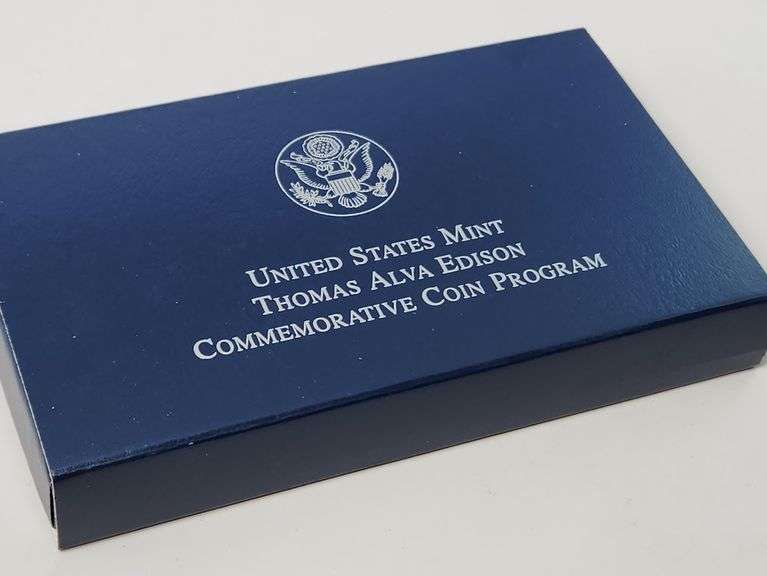 United States Mint
Thomas Alva Edison
Commemorative Coin Program